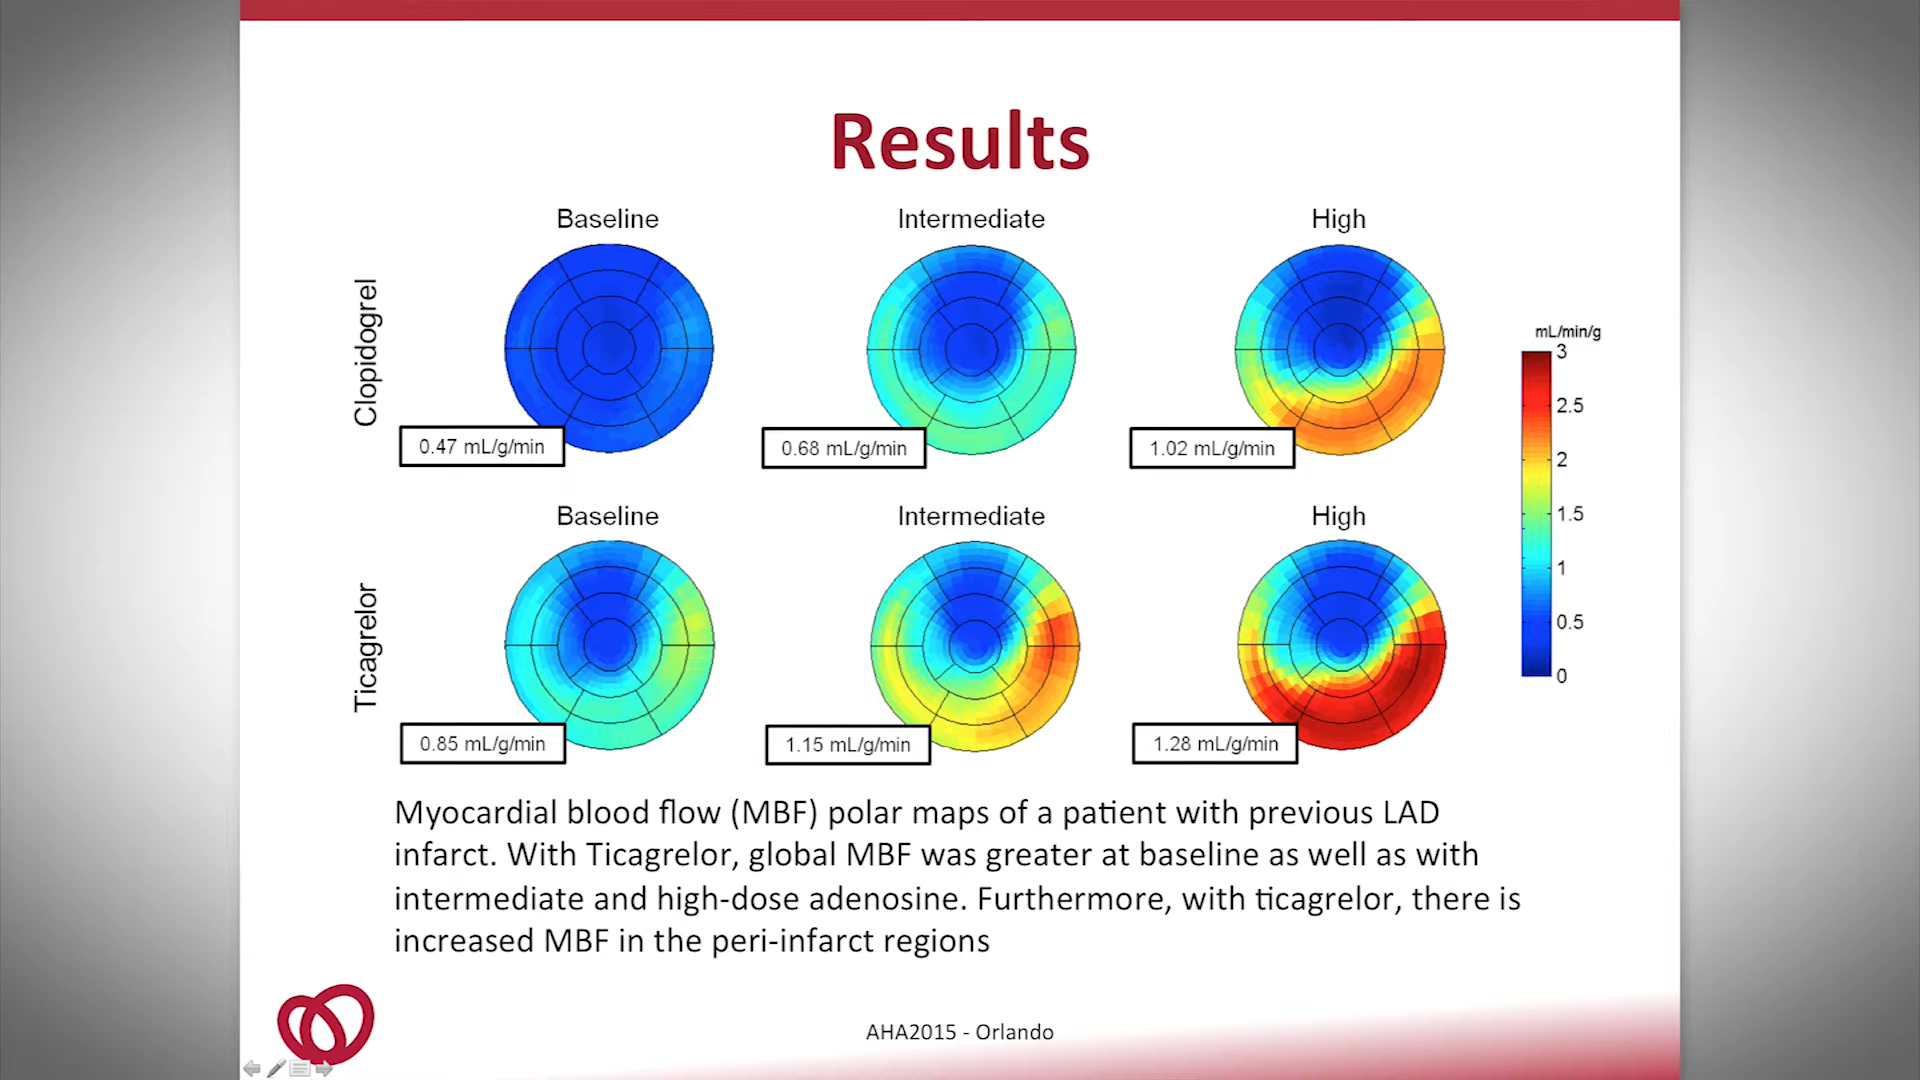 Results
Baseline
Intermediate
High
Clopidogrel
0.47 mL/g/min
0.68 mL/g/min
1.02 mL/g/min
mL/min/g
3
2.5
2
1.5
1
0.5
0
Baseline
Intermediate
High
Ticagrelor
0.85 mL/g/min
1.15 mL/g/min
1.28 mL/g/min
Myocardial blood flow (MBF) polar maps of a patient with previous LAD
infarct. With Ticagrelor, global MBF was greater at baseline as well as with
intermediate and high-dose adenosine. Furthermore, with ticagrelor, there is
increased MBF in the peri-infarct regions
AHA2015 - Orlando